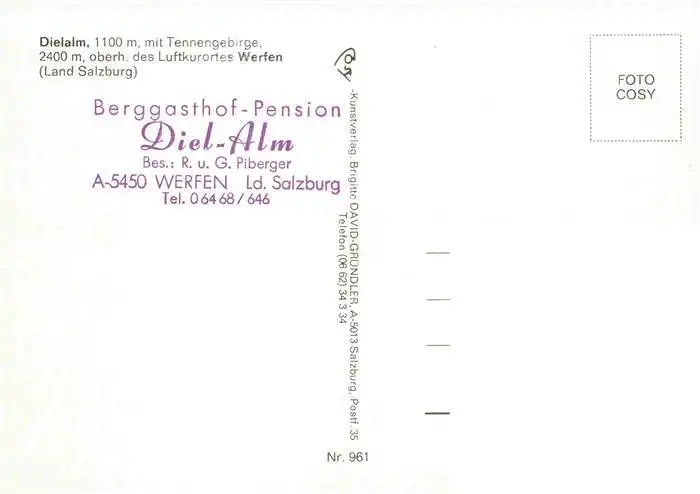 Dielalm, 1100 m, mit Tennengebirge,
2400 m, oberh. des Luftkurortes Werfen
(Land Salzburg)
Berggasthof-Pension
Diel-Alm
Bes.: R. u. G. Piberger
A-5450 WERFEN Ld. Salzburg
Tel. 06468/646
-Kunstverlag, Brigitte DAVID-GRÜNDLER, A-5013 Salzburg, Postf. 35
Telefon (06 62) 34 3 34
Nr. 961
FOTO
COSY